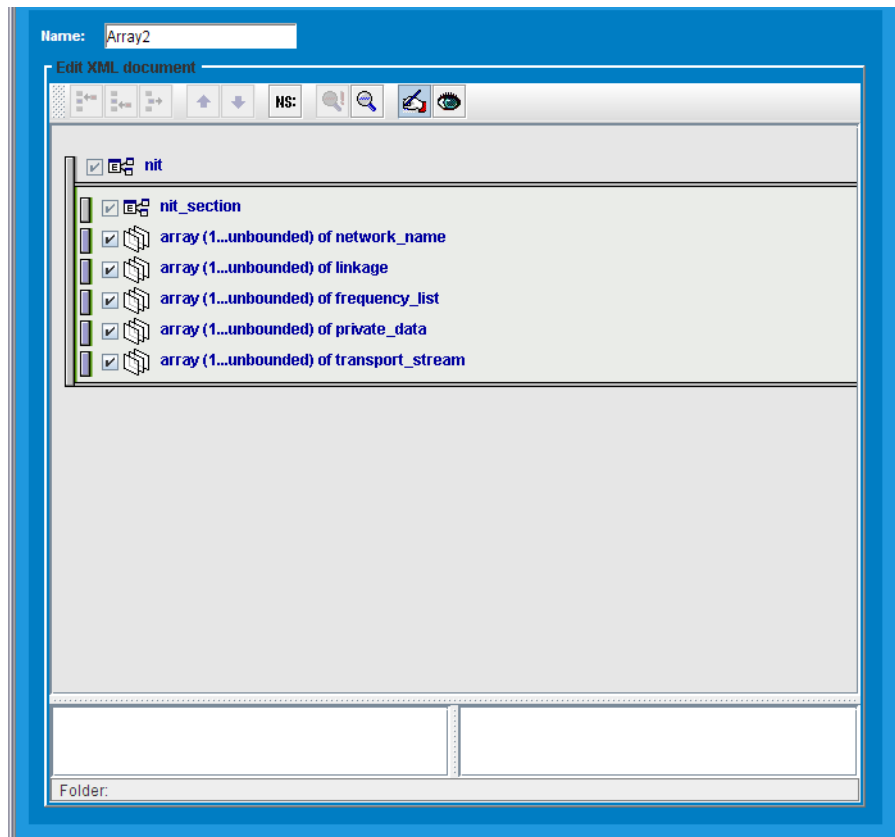 Name: Array2
Edit XML document
NS:
E nit
E nit_section
array (1...unbounded) of network_name
array (1...unbounded) of linkage
array (1...unbounded) of frequency_list
array (1...unbounded) of private_data
array (1...unbounded) of transport_stream
Folder: